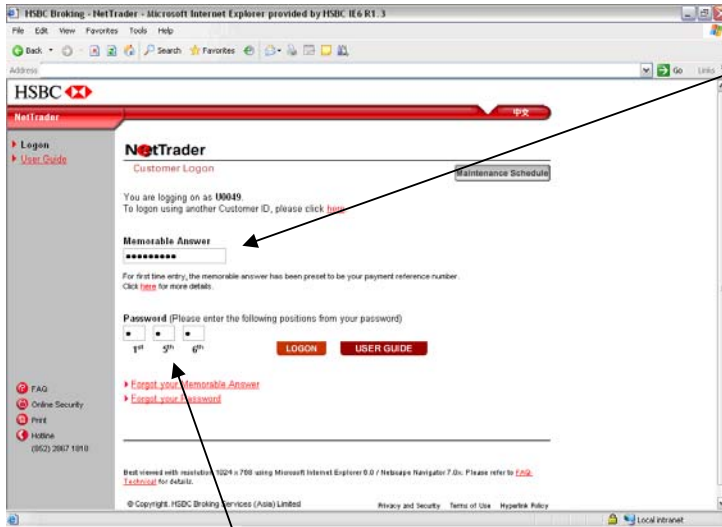 HSBC Broking - NetTrader - Microsoft Internet Explorer provided by HSBC IE6 R1.3
File Edit View Favorites Tools Help
Back Search Favorites
Address Go Links
HSBC
NetTrader 中文
Logon
User Guide
NetTrader
Customer Logon
Maintenance Schedule
You are logging on as U0049.
To logon using another Customer ID, please click here
Memorable Answer
For first time entry, the memorable answer has been preset to be your payment reference number.
Click here for more details.
Password (Please enter the following positions from your password)
1st 5th 6th
LOGON USER GUIDE
Forgot your Memorable Answer
Forgot your Password
FAQ
Online Security
Print
Hotline
(852) 2867 1818
Best viewed with resolution 1024 x 768 using Microsoft Internet Explorer 6.0 / Netscape Navigator 7.0x. Please refer to FAQ
Technical for details.
© Copyright. HSBC Broking Services (Asia) Limited Privacy and Security Terms of Use Hyperlink Policy
Local intranet